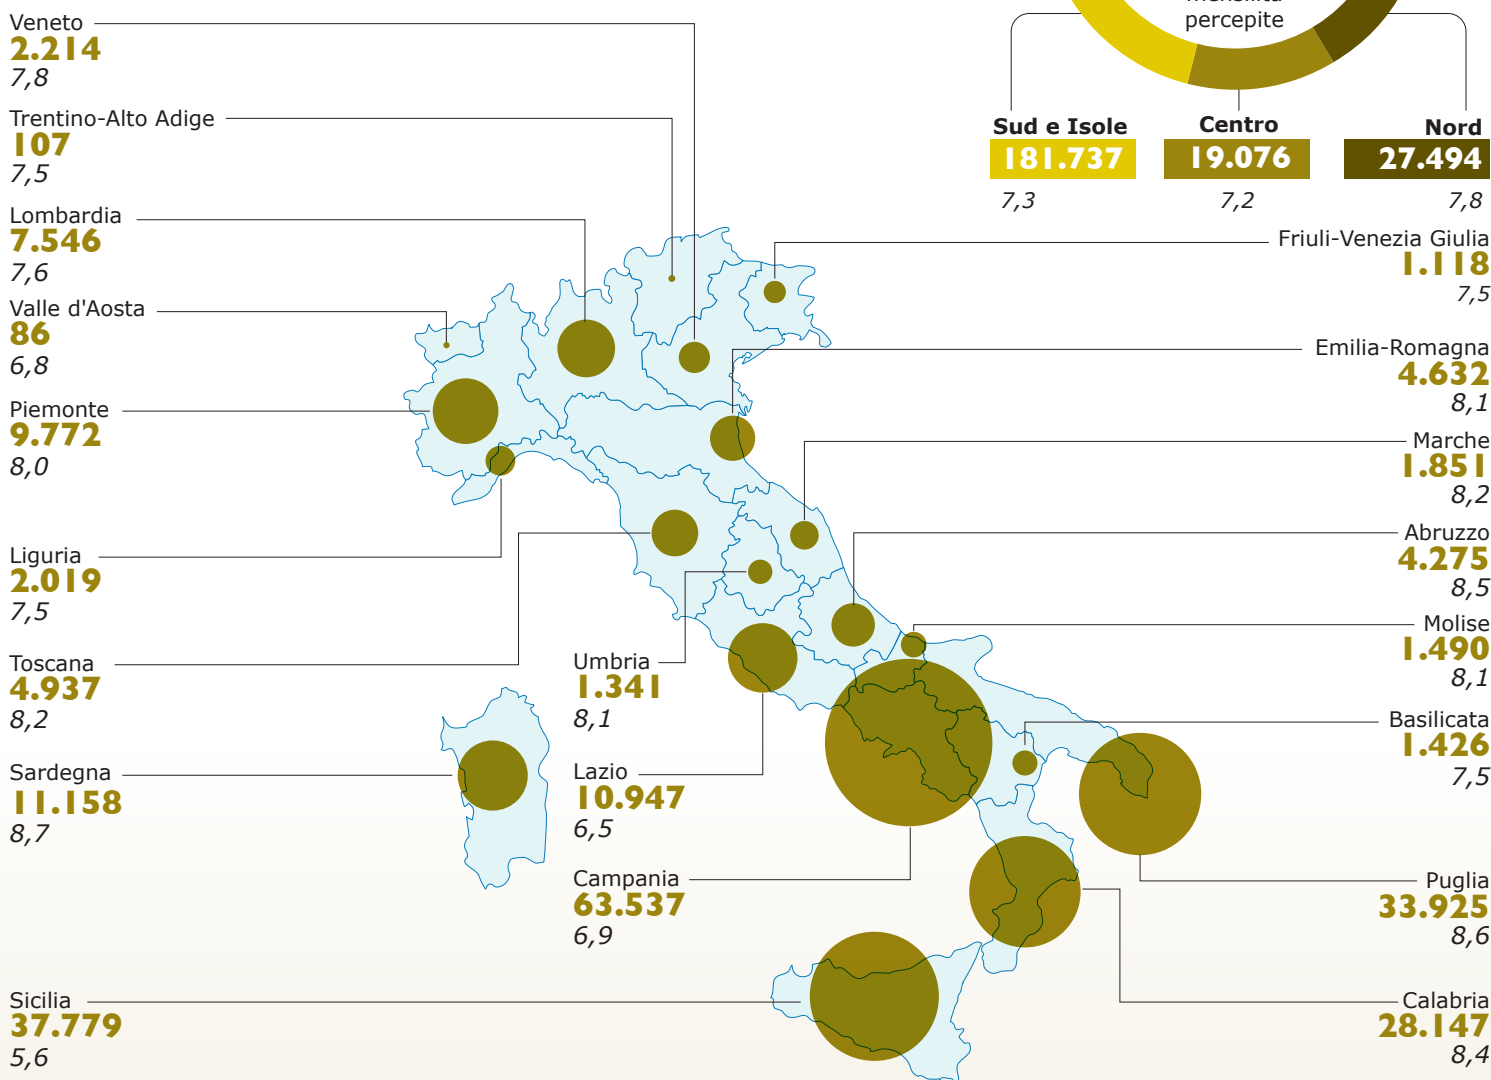 percepite
Sud e Isole
181.737
7,3
Centro
19.076
7,2
Nord
27.494
7,8
Veneto
2.214
7,8
Trentino-Alto Adige
107
7,5
Lombardia
7.546
7,6
Valle d'Aosta
86
6,8
Piemonte
9.772
8,0
Liguria
2.019
7,5
Toscana
4.937
8,2
Sardegna
11.158
8,7
Sicilia
37.779
5,6
Umbria
1.341
8,1
Lazio
10.947
6,5
Campania
63.537
6,9
Friuli-Venezia Giulia
1.118
7,5
Emilia-Romagna
4.632
8,1
Marche
1.851
8,2
Abruzzo
4.275
8,5
Molise
1.490
8,1
Basilicata
1.426
7,5
Puglia
33.925
8,6
Calabria
28.147
8,4